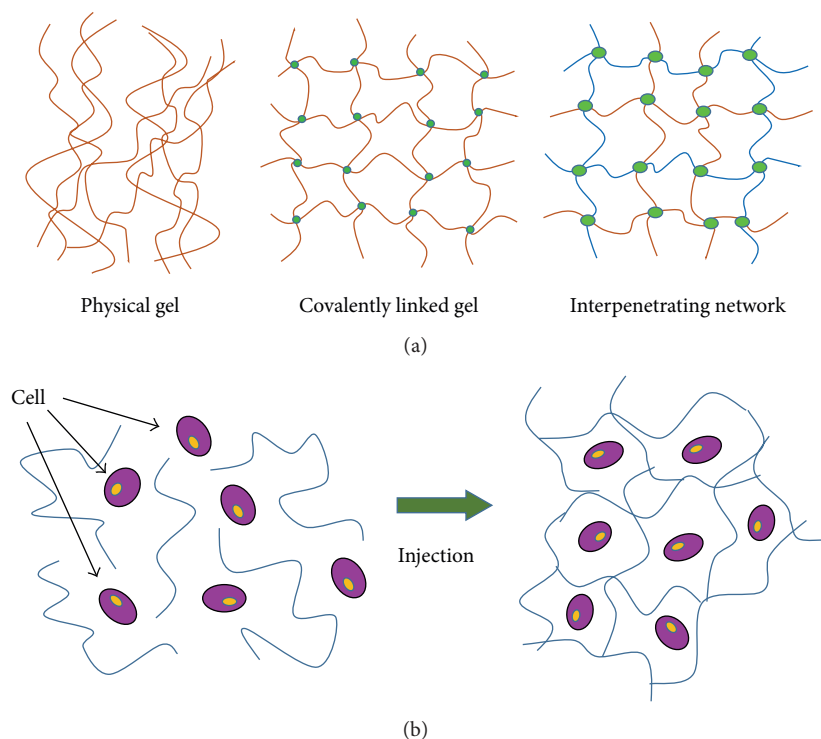 Physical gel
Covalently linked gel
Interpenetrating network
(a)
Cell
Injection
(b)